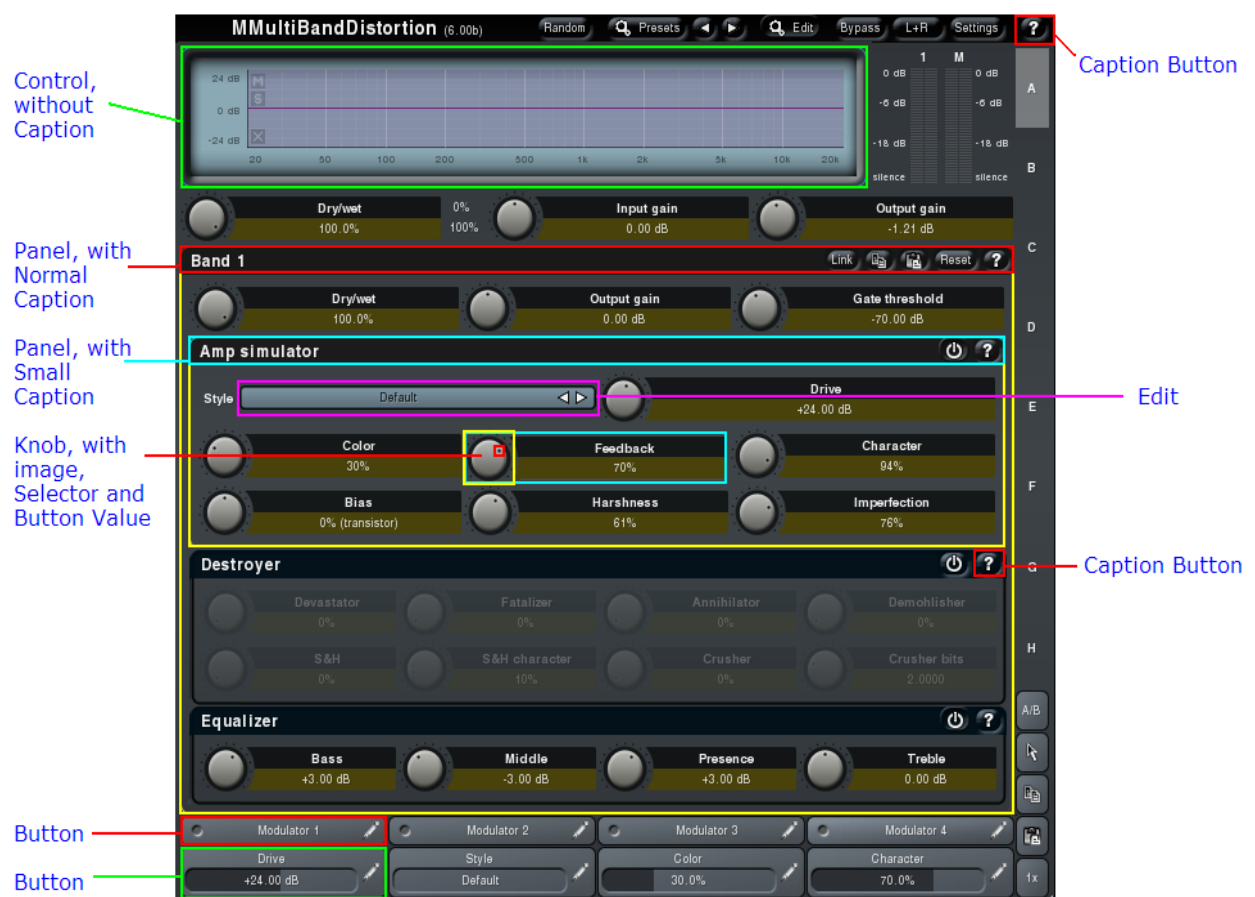 MMultiBandDistortion (6.00b) Random Presets Edit Bypass L+R Settings ?
Caption Button
Control,
without
Caption
24 dB M
S
0 dB
-24 dB X
20 50 100 200 500 1k 2k 5k 10k 20k
1 M
0 dB 0 dB
-6 dB -6 dB
-18 dB -18 dB
silence silence
A
B
C
D
E
F
G
H
Dry/wet 0% Input gain Output gain
100.0% 100% 0.00 dB -1.21 dB
Panel, with
Normal
Caption
Band 1 Link Reset ?
Dry/wet Output gain Gate threshold
100.0% 0.00 dB -70.00 dB
Panel, with
Small
Caption
Amp simulator ?
Style Default Drive
+24.00 dB
Edit
Knob, with
image,
Selector and
Button Value
Color Feedback Character
30% 70% 94%
Bias Harshness Imperfection
0% (transistor) 61% 76%
Destroyer ?
Caption Button
Devastator Fatalizer Annihilator Demohlisher
0% 0% 0% 0%
S&H S&H character Crusher Crusher bits
0% 10% 0% 2.0000
Equalizer ?
Bass Middle Presence Treble
+3.00 dB -3.00 dB +3.00 dB 0.00 dB
A/B
Button
Modulator 1 Modulator 2 Modulator 3 Modulator 4
Button
Drive Style Color Character
+24.00 dB Default 30.0% 70.0%
1x